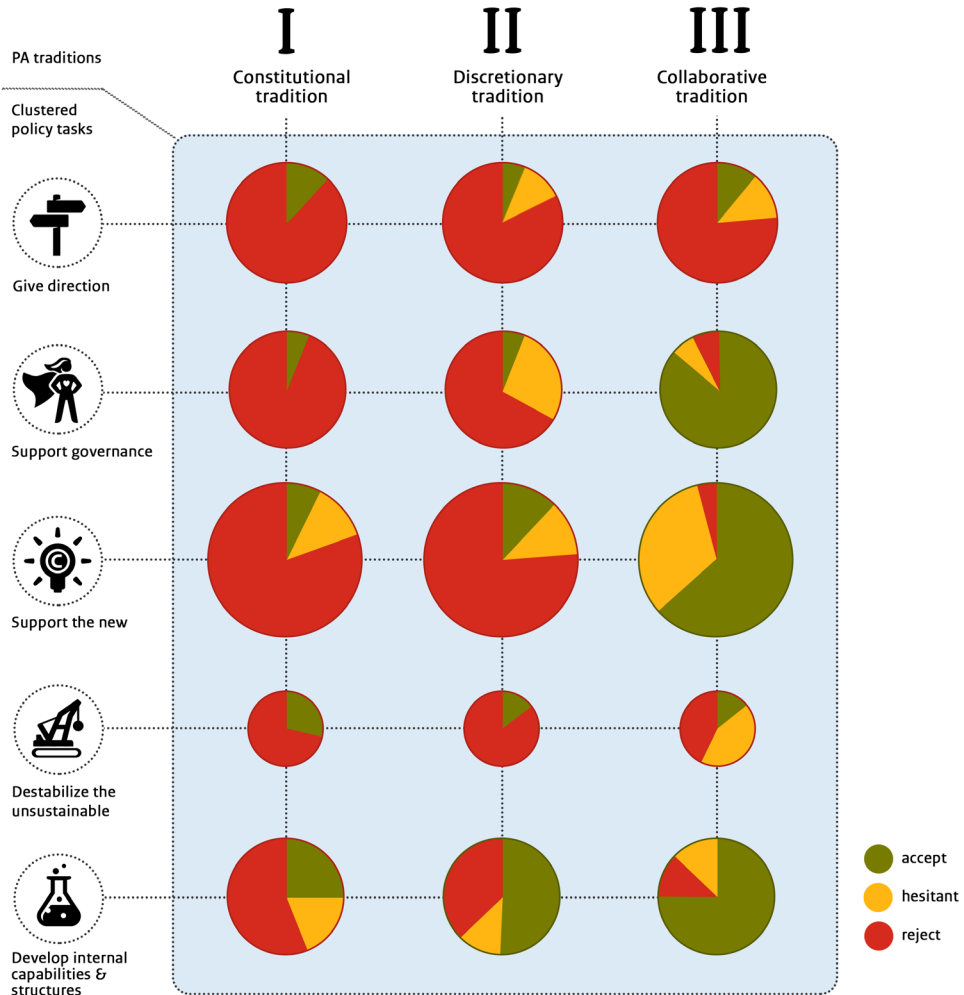 I
II
III
PA traditions
Constitutional
tradition
Discretionary
tradition
Collaborative
tradition
Clustered
policy tasks
Give direction
Support governance
Support the new
Destabilize the
unsustainable
accept
hesitant
reject
Develop internal
capabilities &
structures